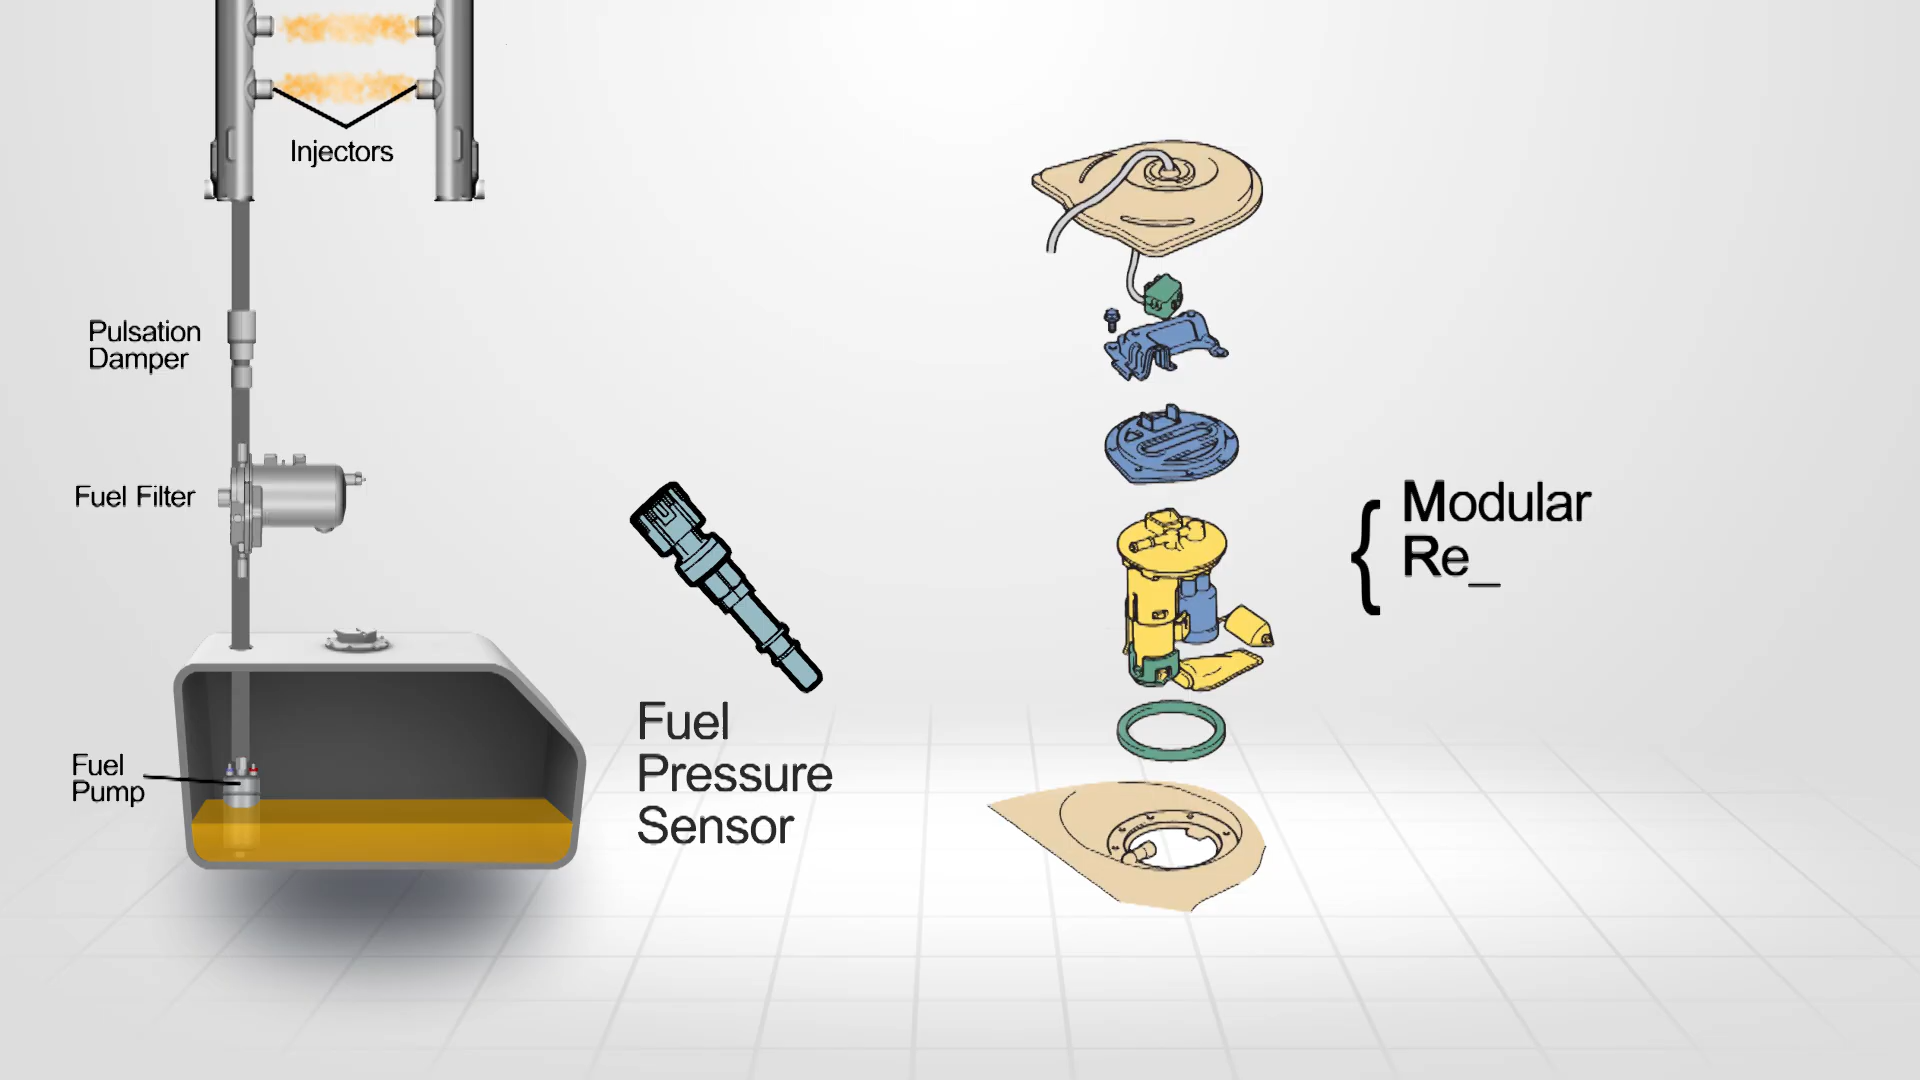 Injectors
Pulsation
Damper
Fuel Filter
Fuel
Pump
Fuel
Pressure
Sensor
{ Modular
Re_